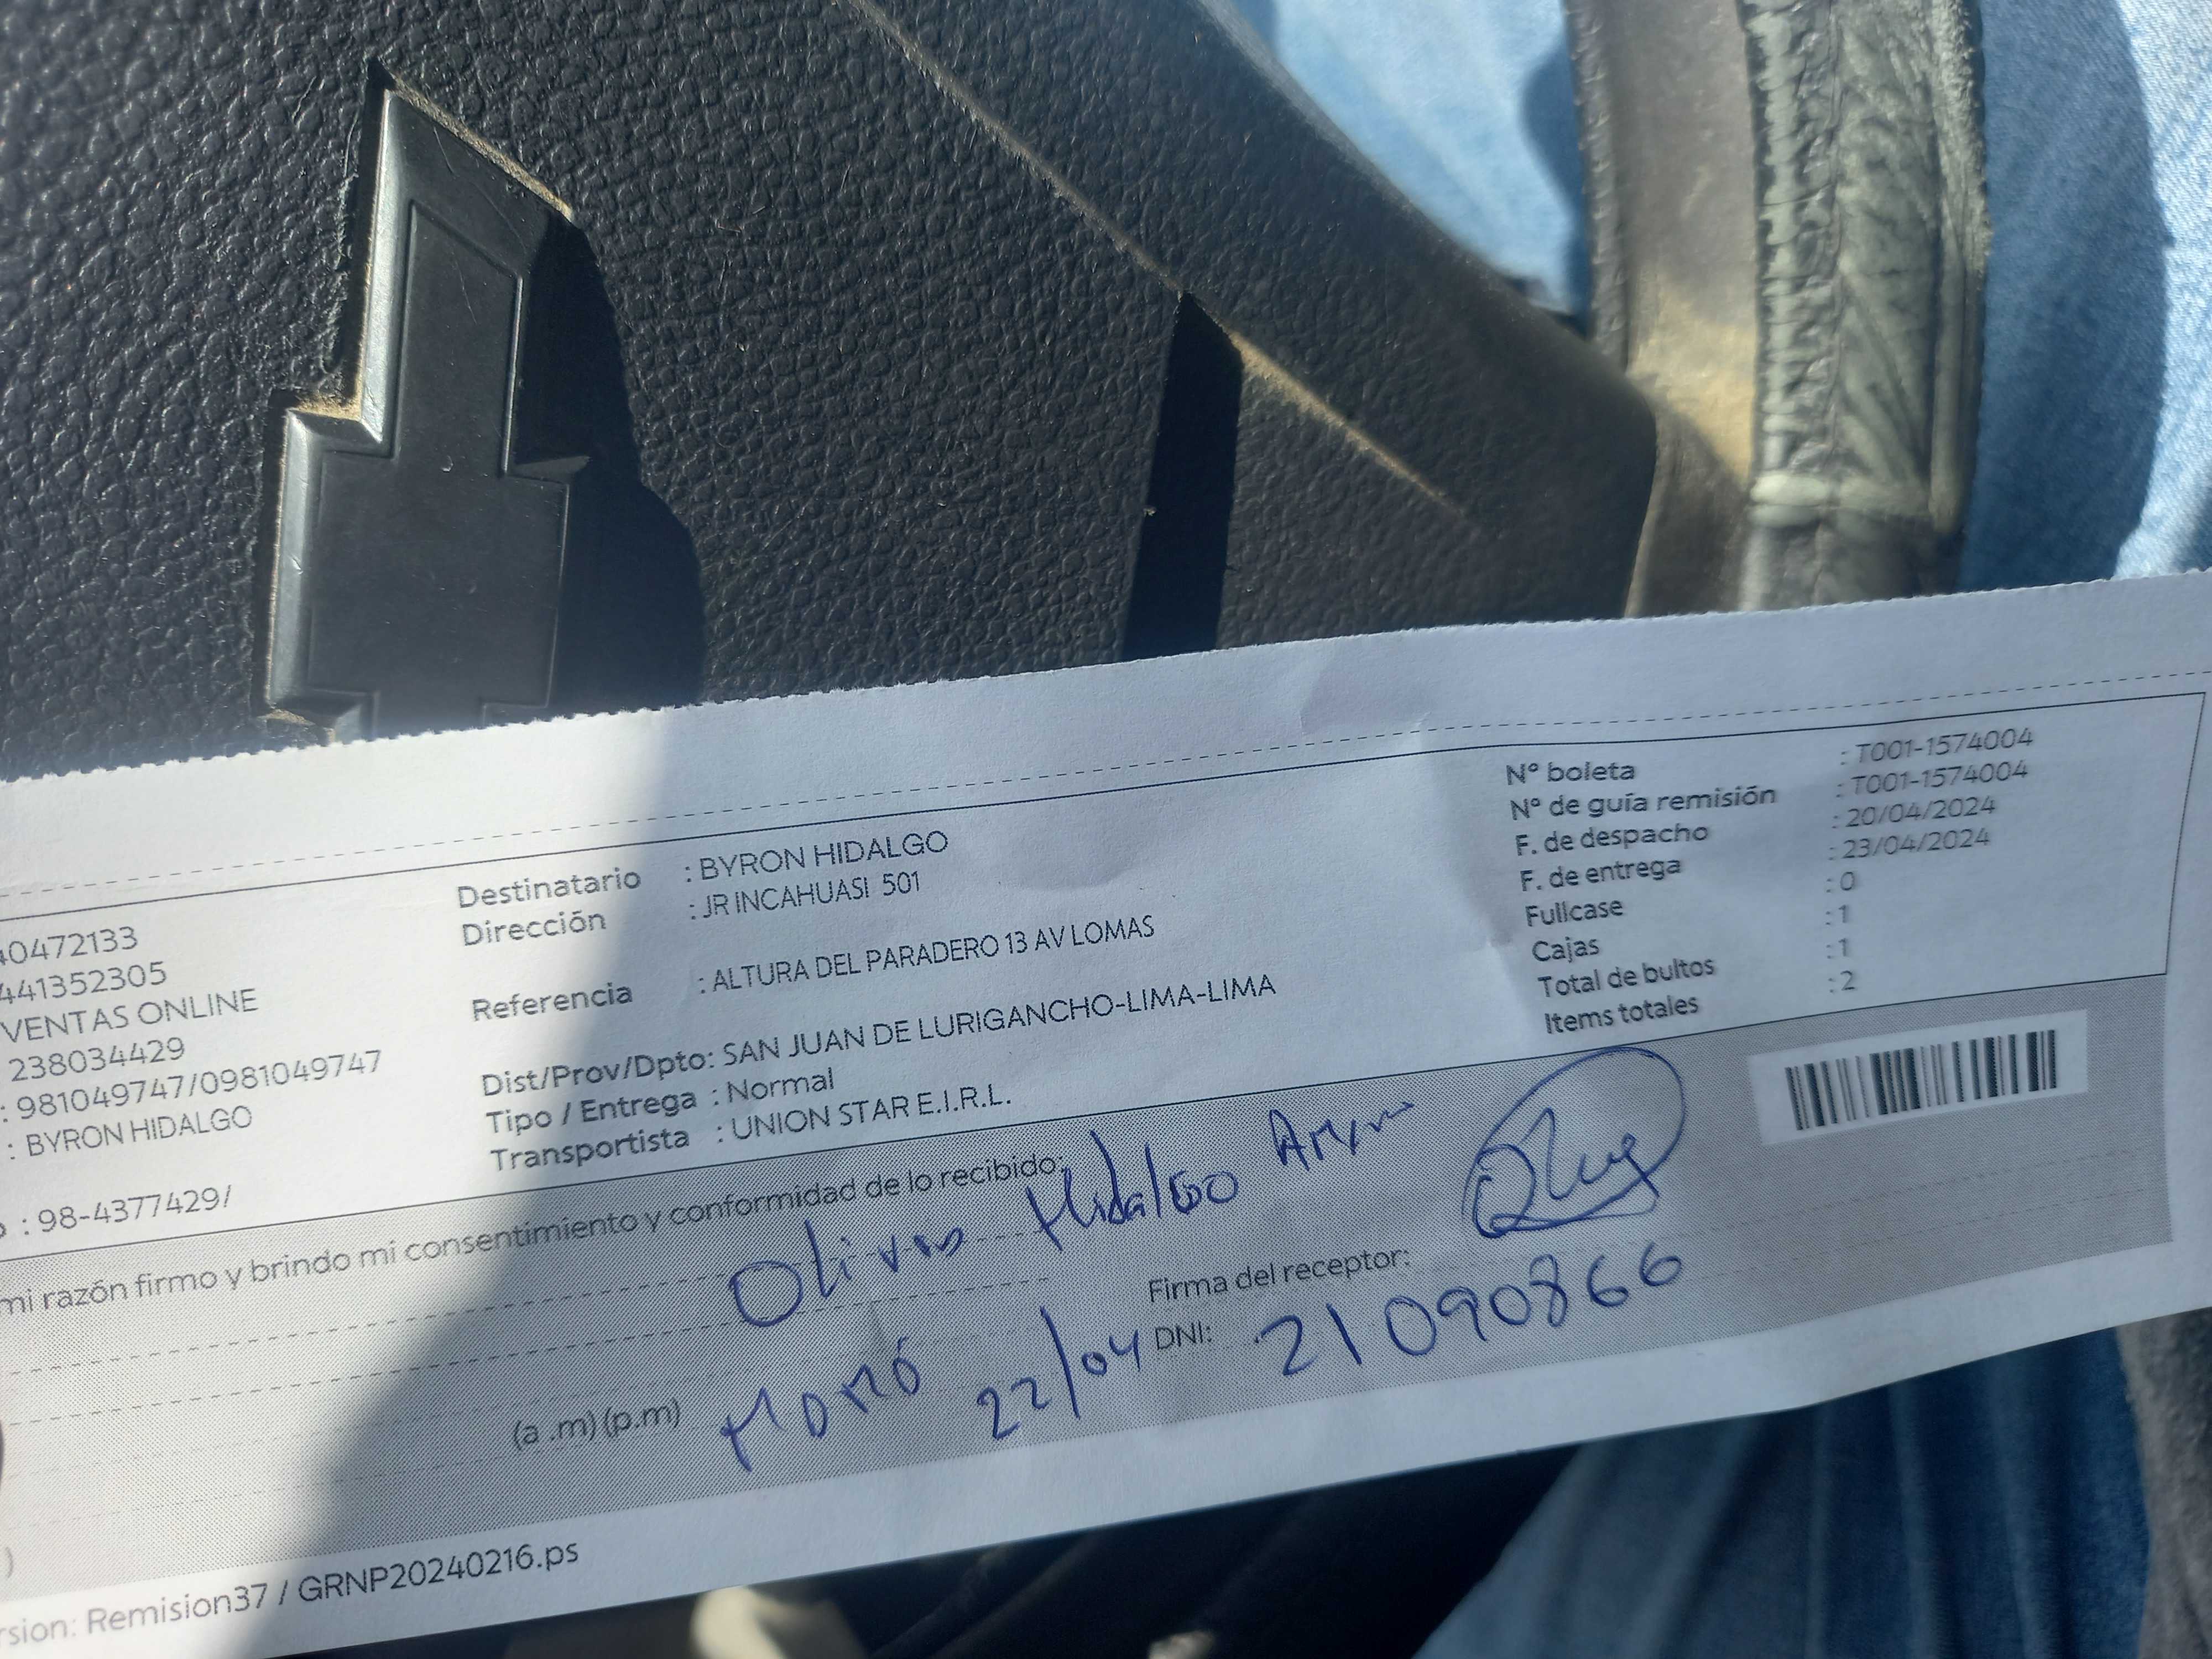 40472133
441352305
VENTAS ONLINE
238034429
: 981049747/0981049747
: BYRON HIDALGO
: 98-4377429/
Destinatario : BYRON HIDALGO
Dirección : JR INCAHUASI 501
Referencia : ALTURA DEL PARADERO 13 AV LOMAS
Dist/Prov/Dpto: SAN JUAN DE LURIGANCHO-LIMA-LIMA
Tipo / Entrega : Normal
Transportista : UNION STAR E.I.R.L.
N° boleta : T001-1574004
N° de guía remisión : T001-1574004
F. de despacho : 20/04/2024
F. de entrega : 23/04/2024
Fullcase : 0
Cajas : 1
Total de bultos : 1
Items totales : 2
mi razón firmo y brindo mi consentimiento y conformidad de lo recibido:
Olivas Hidalgo
Firma del receptor:
(a .m) (p.m) 22/04 DNI: 21090866
rsion: Remision37 / GRNP20240216.ps